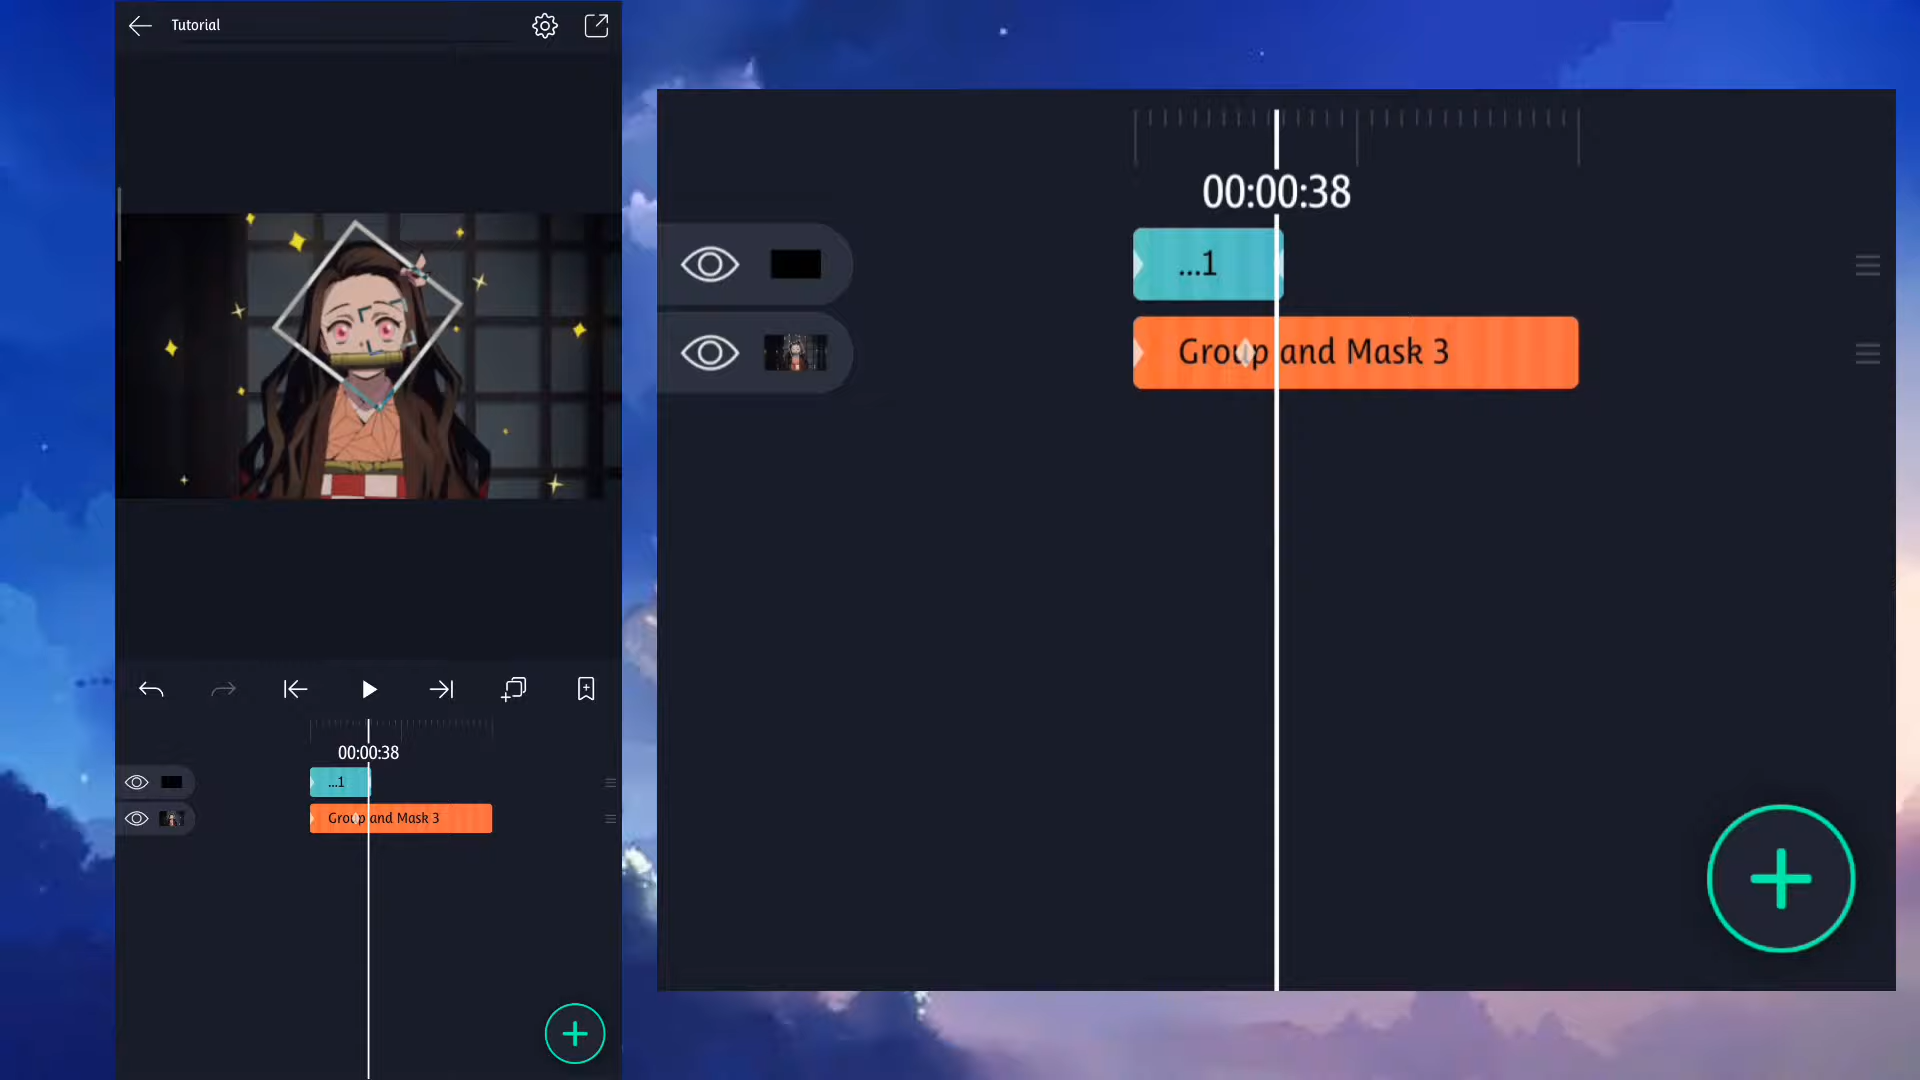 Tutorial
00:00:38
...1
Group and Mask 3
00:00:38
...1
Group and Mask 3